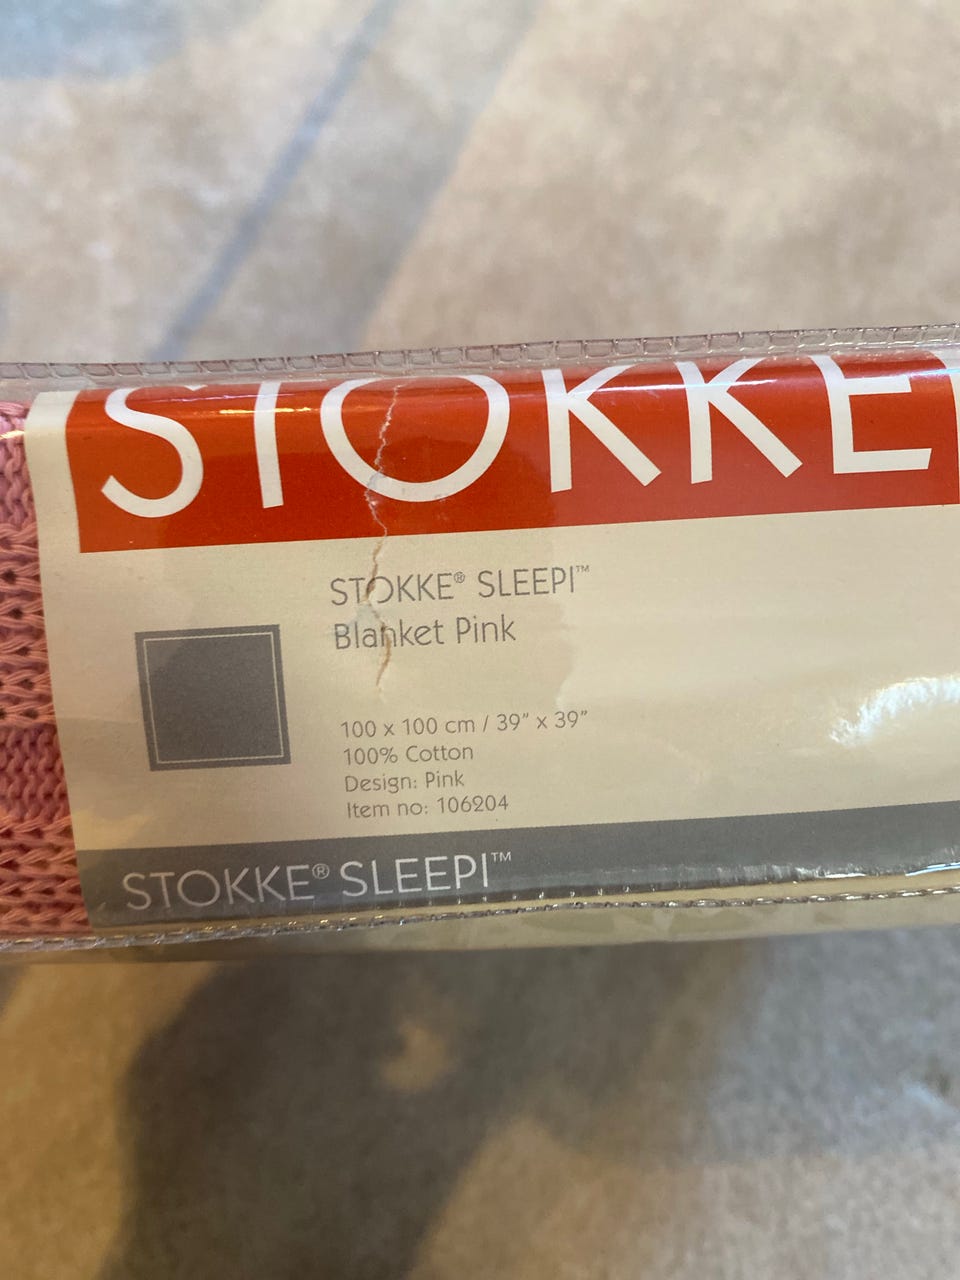 STOKKE
STOKKE® SLEEPI™
Blanket Pink
100 x 100 cm / 39” x 39”
100% Cotton
Design: Pink
Item no: 106204
STOKKE® SLEEPI™